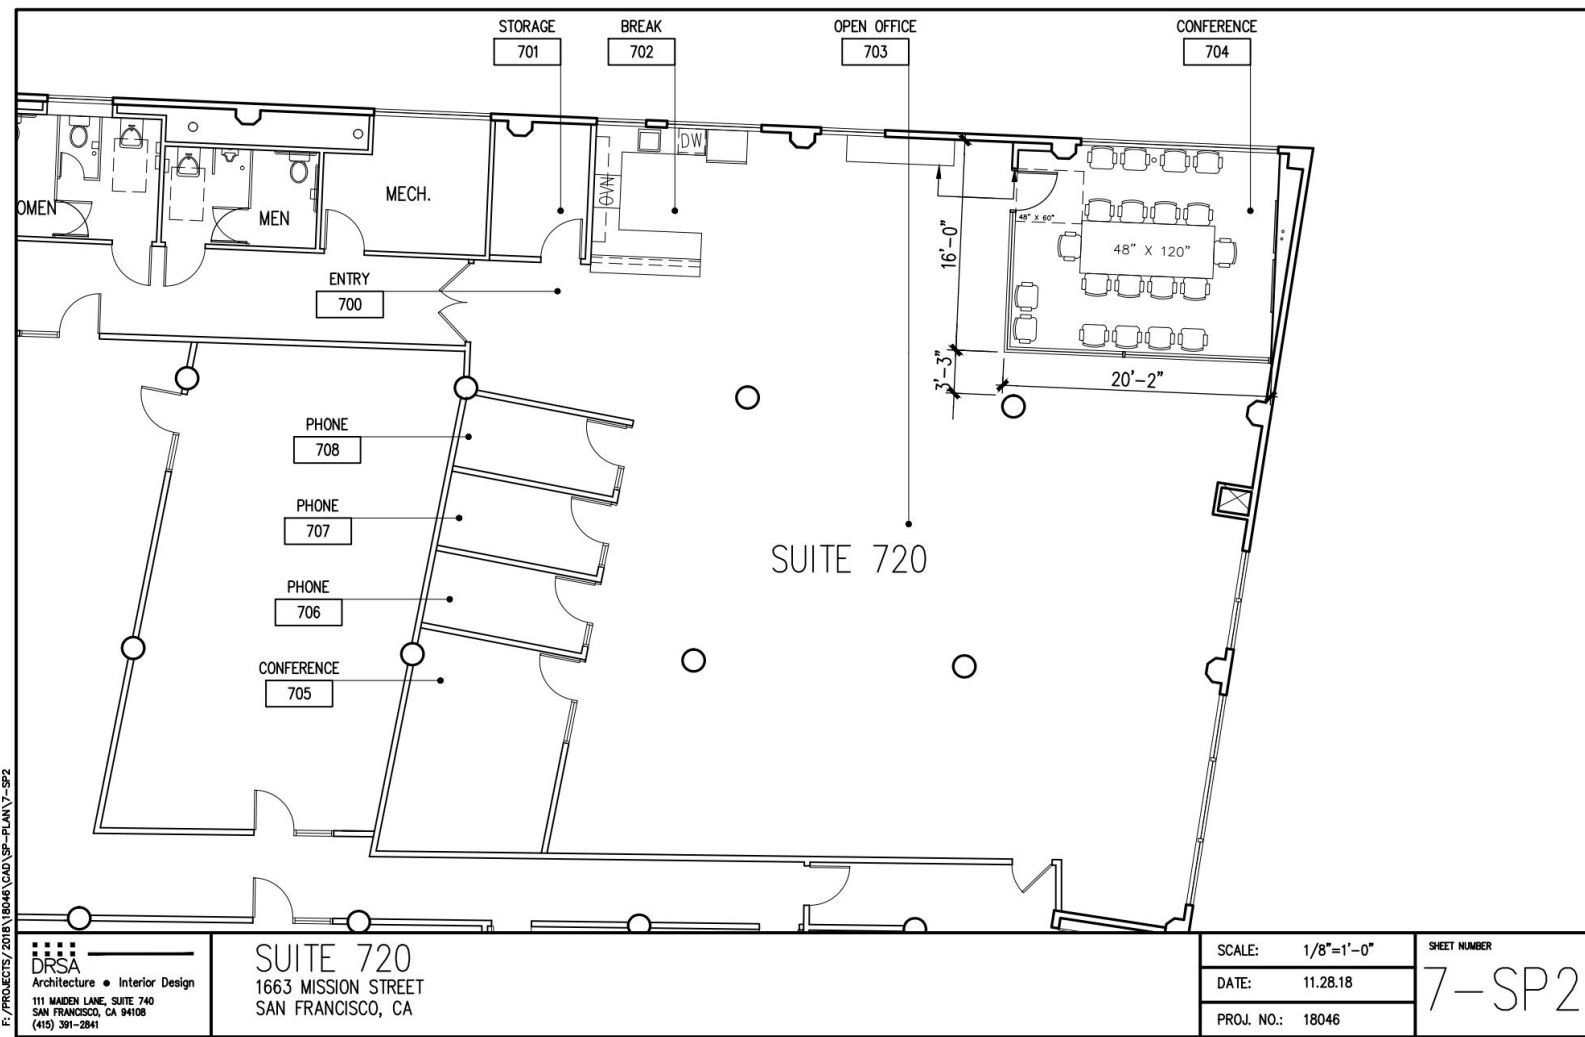 STORAGE
701
BREAK
702
OPEN OFFICE
703
CONFERENCE
704
DW
OVN
OMEN
MEN
MECH.
48" X 60"
48" X 120"
16'-0"
ENTRY
700
3'-3"
20'-2"
PHONE
708
PHONE
707
SUITE 720
PHONE
706
CONFERENCE
705
F:/PROJECTS/2018\18046\CAD\SP-PLAN\7-SP2
DRSA
Architecture • Interior Design
111 MAIDEN LANE, SUITE 740
SAN FRANCISCO, CA 94108
(415) 391-2841
SUITE 720
1663 MISSION STREET
SAN FRANCISCO, CA
SCALE: 1/8"=1'-0"
DATE: 11.28.18
PROJ. NO.: 18046
SHEET NUMBER
7-SP2